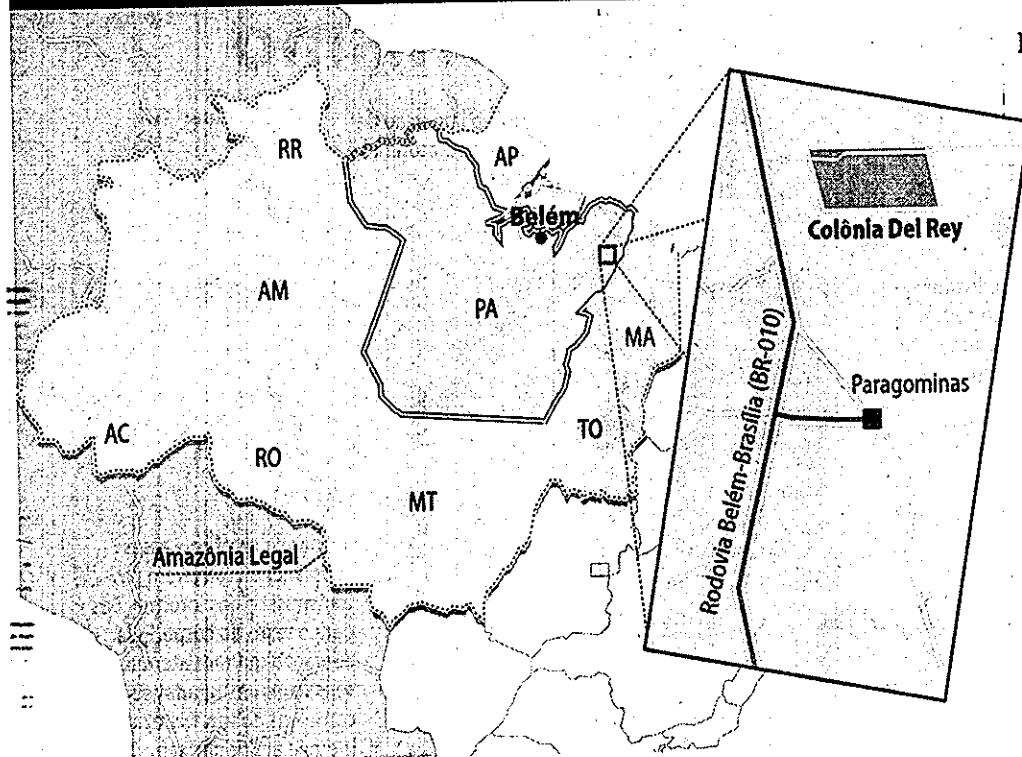 RR
AP
Belém
Colônia Del Rey
AM
PA
MA
Rodovia Belém-Brasília (BR-010)
Paragominas
AC
RO
TO
MT
Amazônia Legal